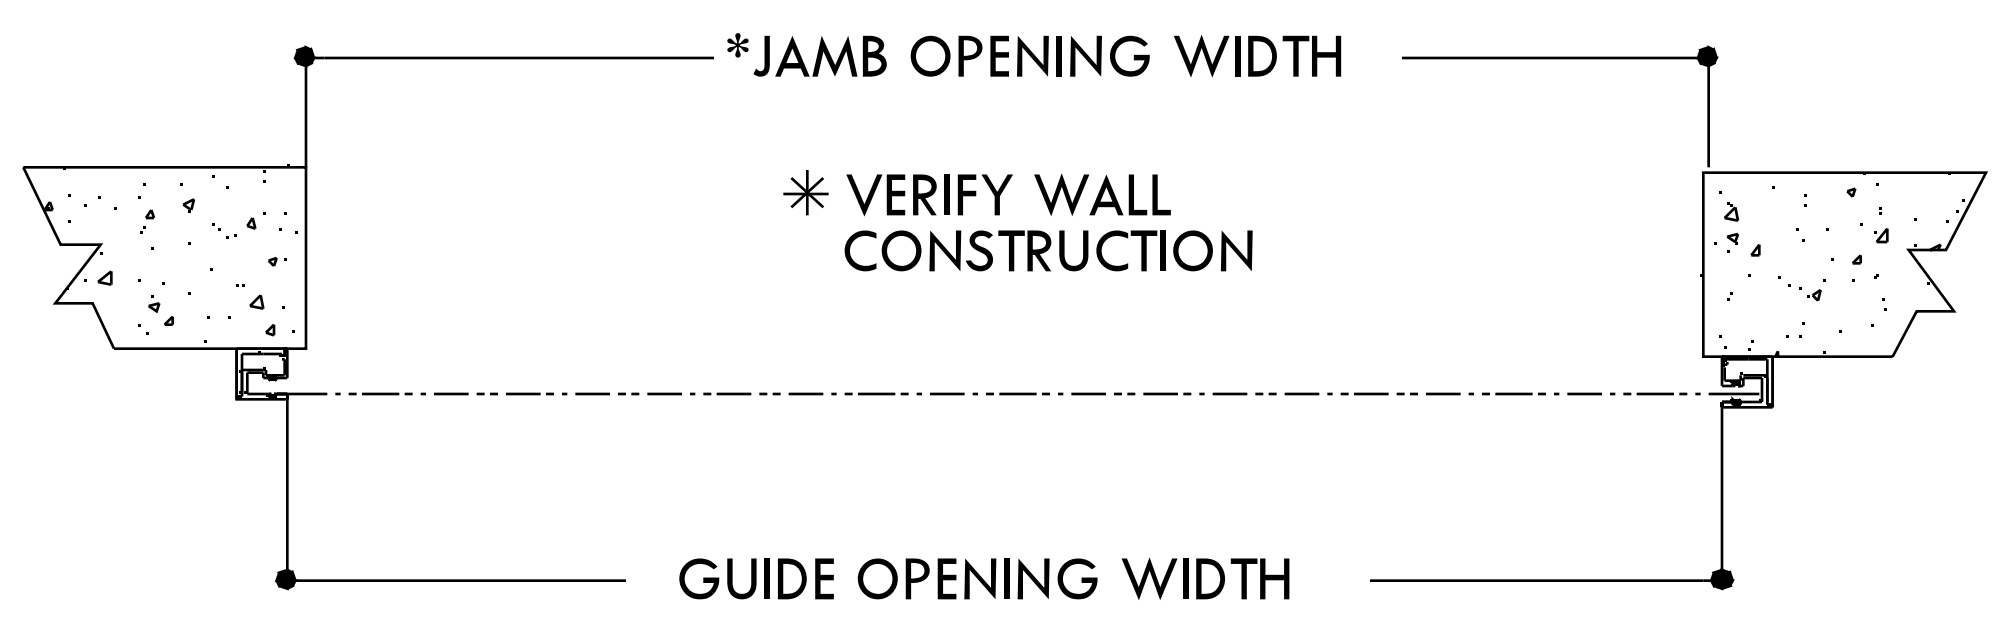 *JAMB OPENING WIDTH
* VERIFY WALL
CONSTRUCTION
GUIDE OPENING WIDTH